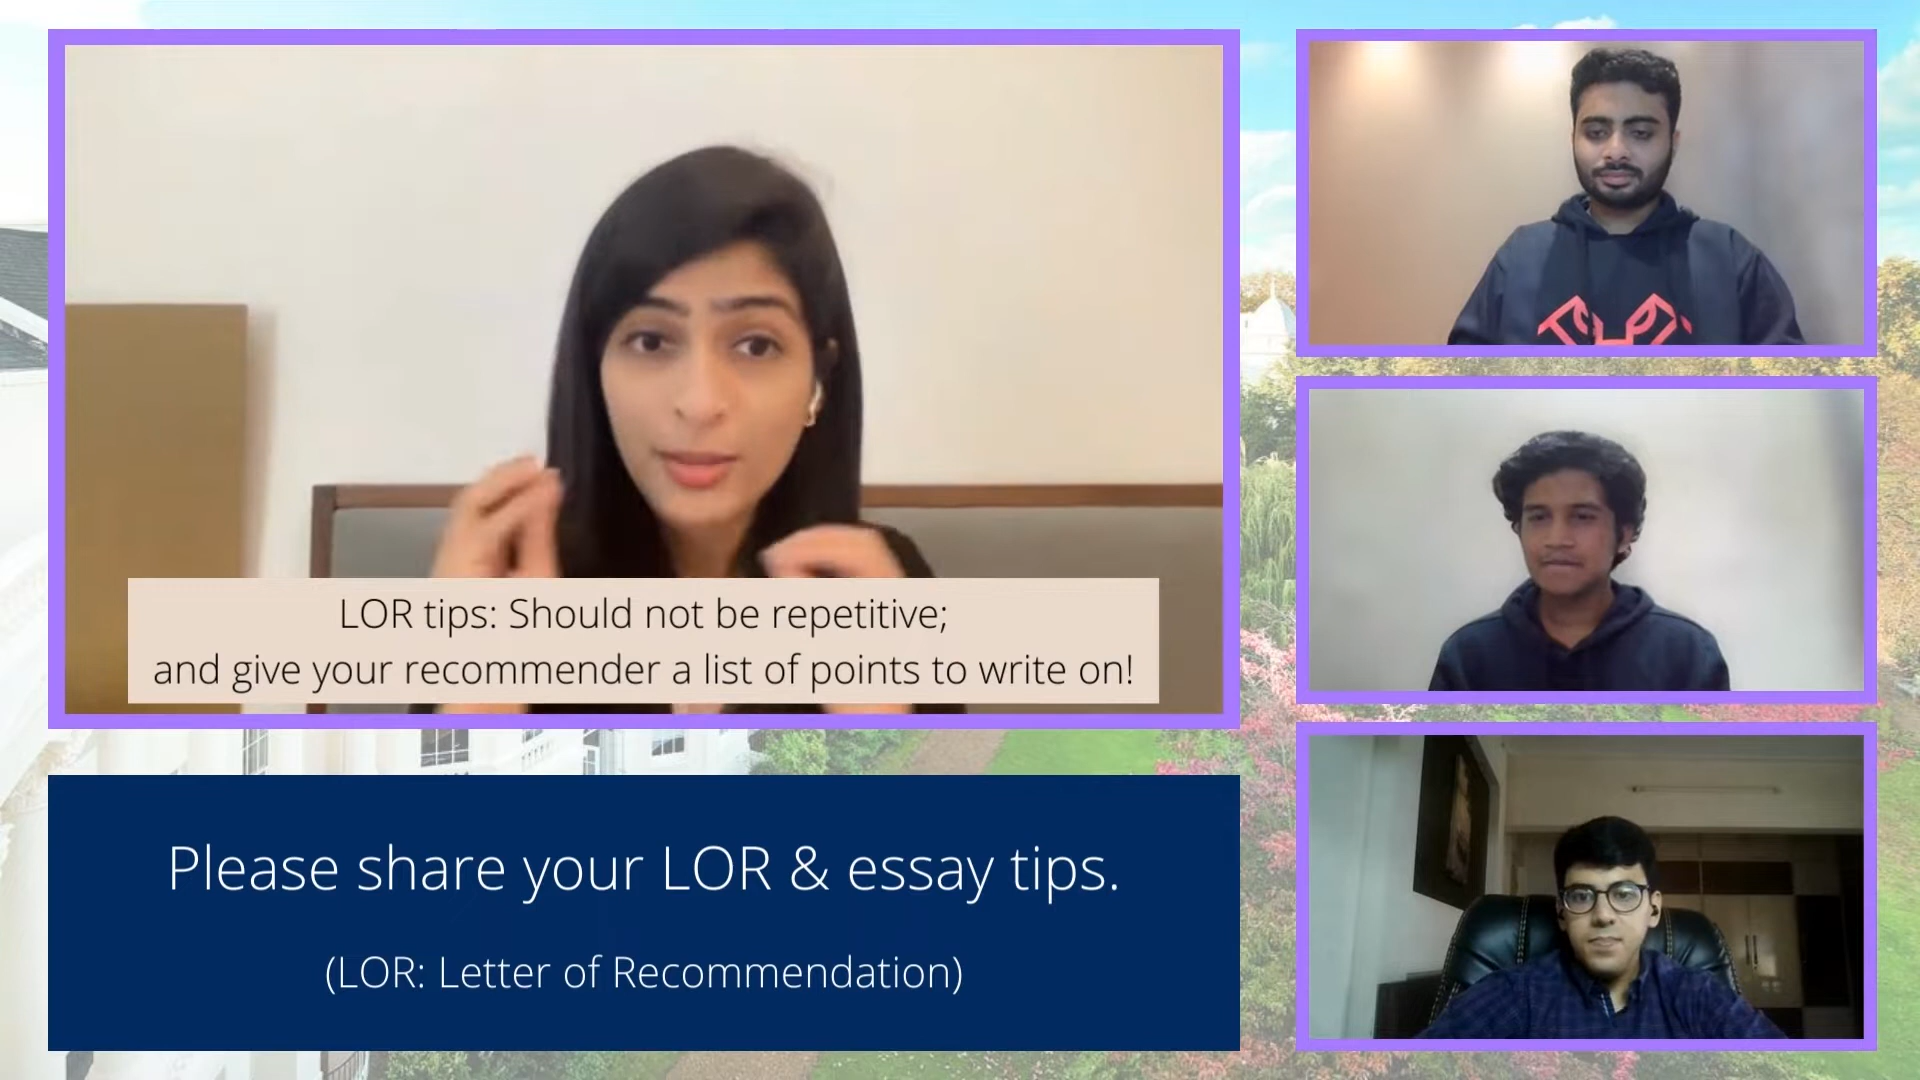 LOR tips: Should not be repetitive;
and give your recommender a list of points to write on!
Please share your LOR & essay tips.
(LOR: Letter of Recommendation)